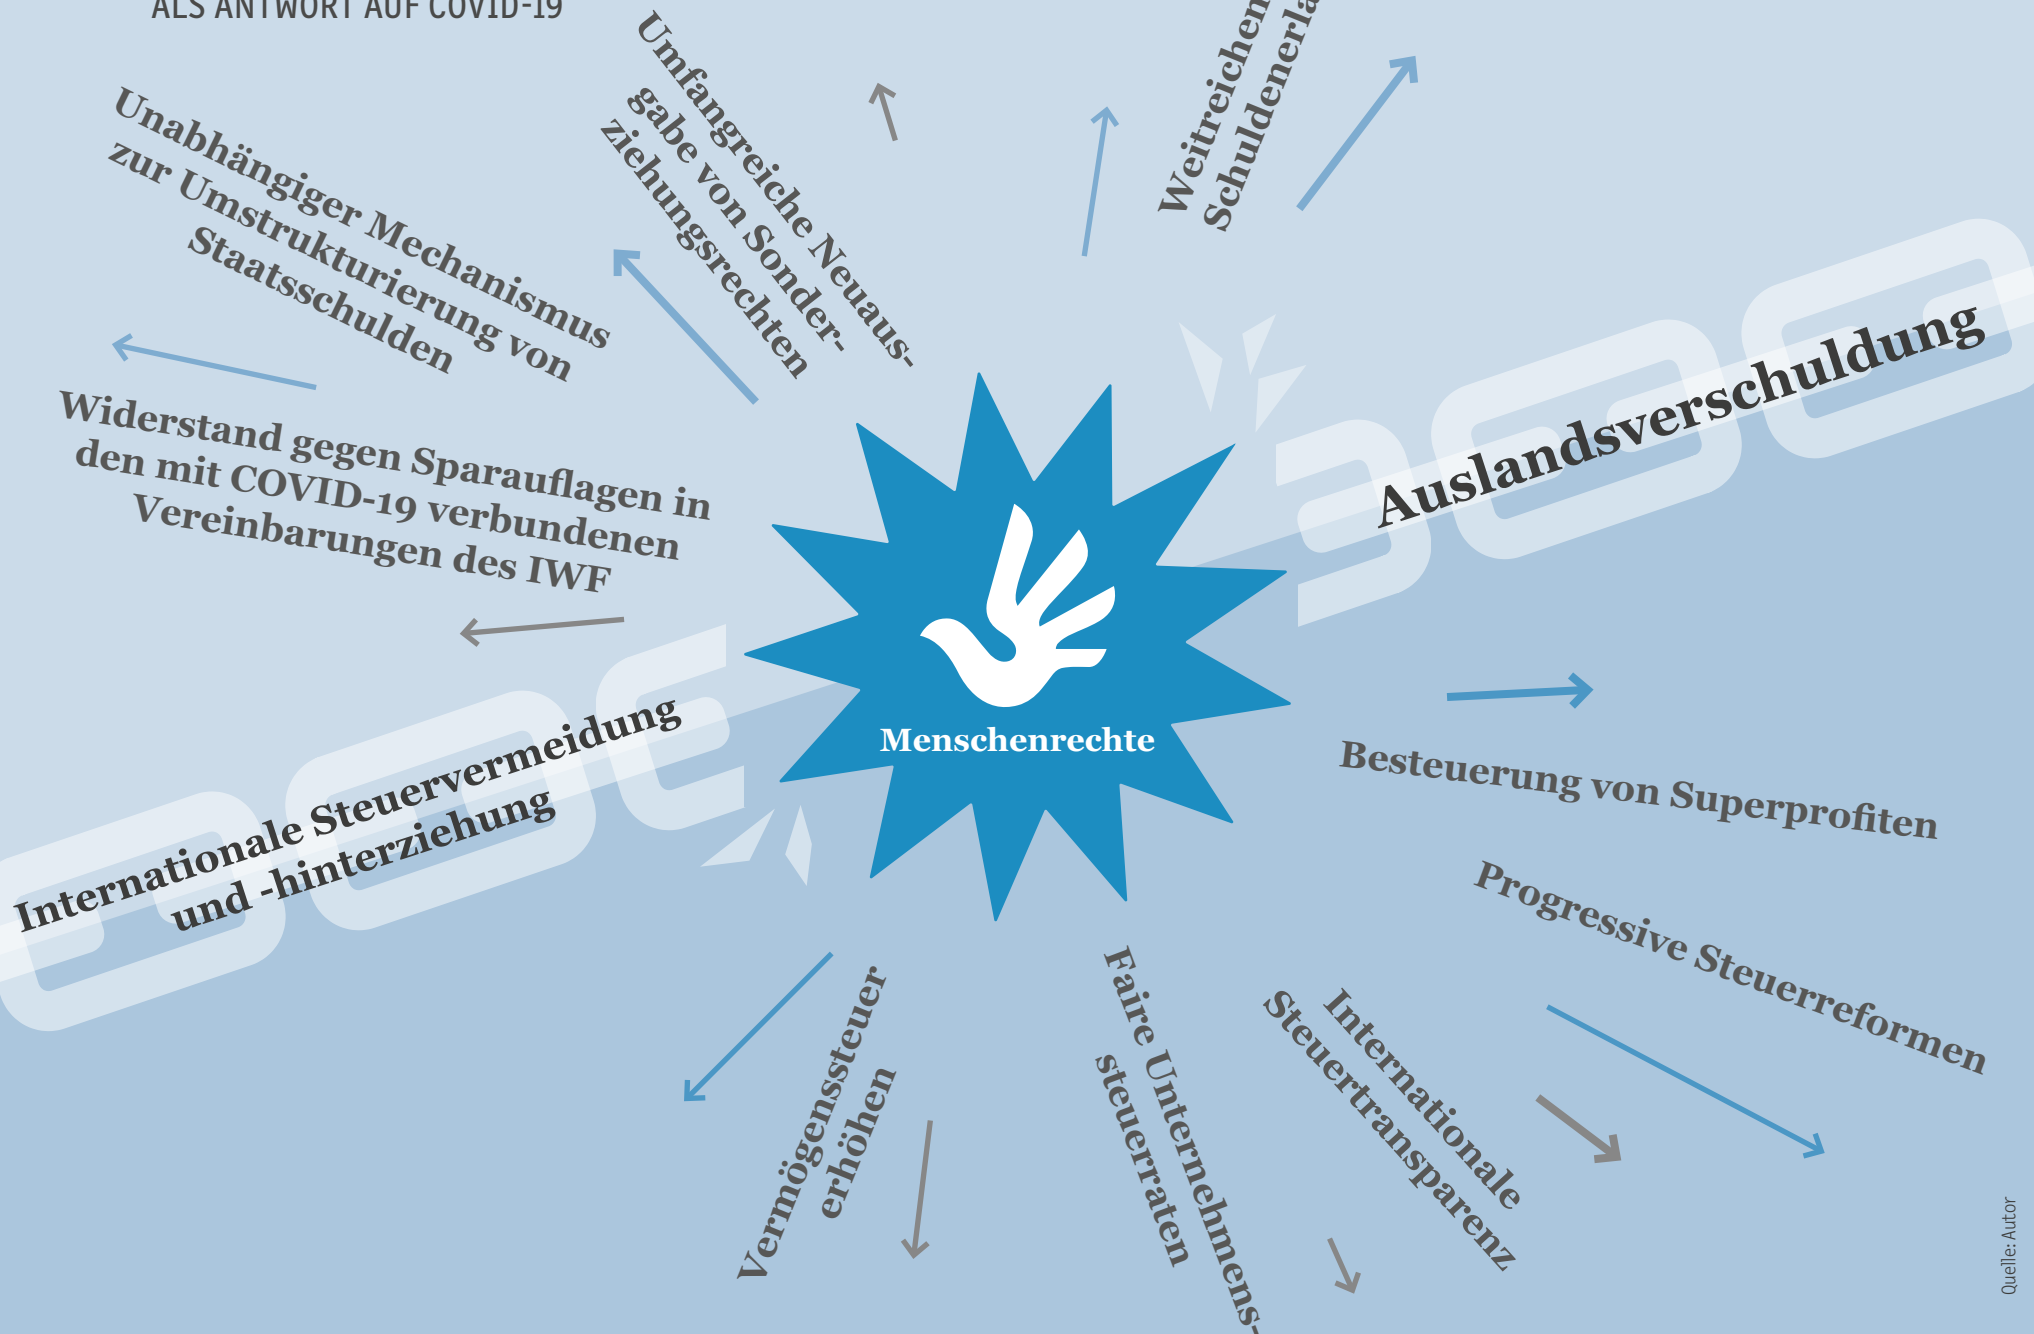 ALS ANTWORT AUF COVID-19
Umfangreiche Neuaus-
gabe von Sonder-
ziehungsrechten
Unabhängiger Mechanismus
zur Umstrukturierung von
Staatsschulden
Widerstand gegen Sparauflagen in
den mit COVID-19 verbundenen
Vereinbarungen des IWF
Auslandsverschuldung
Menschenrechte
Internationale Steuervermeidung
und -hinterziehung
Besteuerung von Superprofiten
Progressive Steuerreformen
Internationale
Steuertransparenz
Faire Unternehmens-
steuerraten
Vermögenssteuer
erhöhen
Quelle: Autor